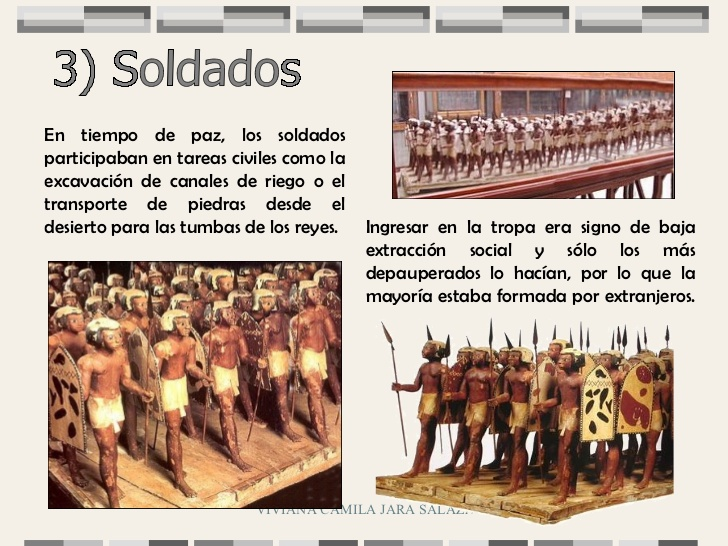 3) Soldados
En tiempo de paz, los soldados
participaban en tareas civiles como la
excavación de canales de riego o el
transporte de piedras desde el
desierto para las tumbas de los reyes.
Ingresar en la tropa era signo de baja
extracción social y sólo los más
depauperados lo hacían, por lo que la
mayoría estaba formada por extranjeros.
VIVIANA CAMILA JARA